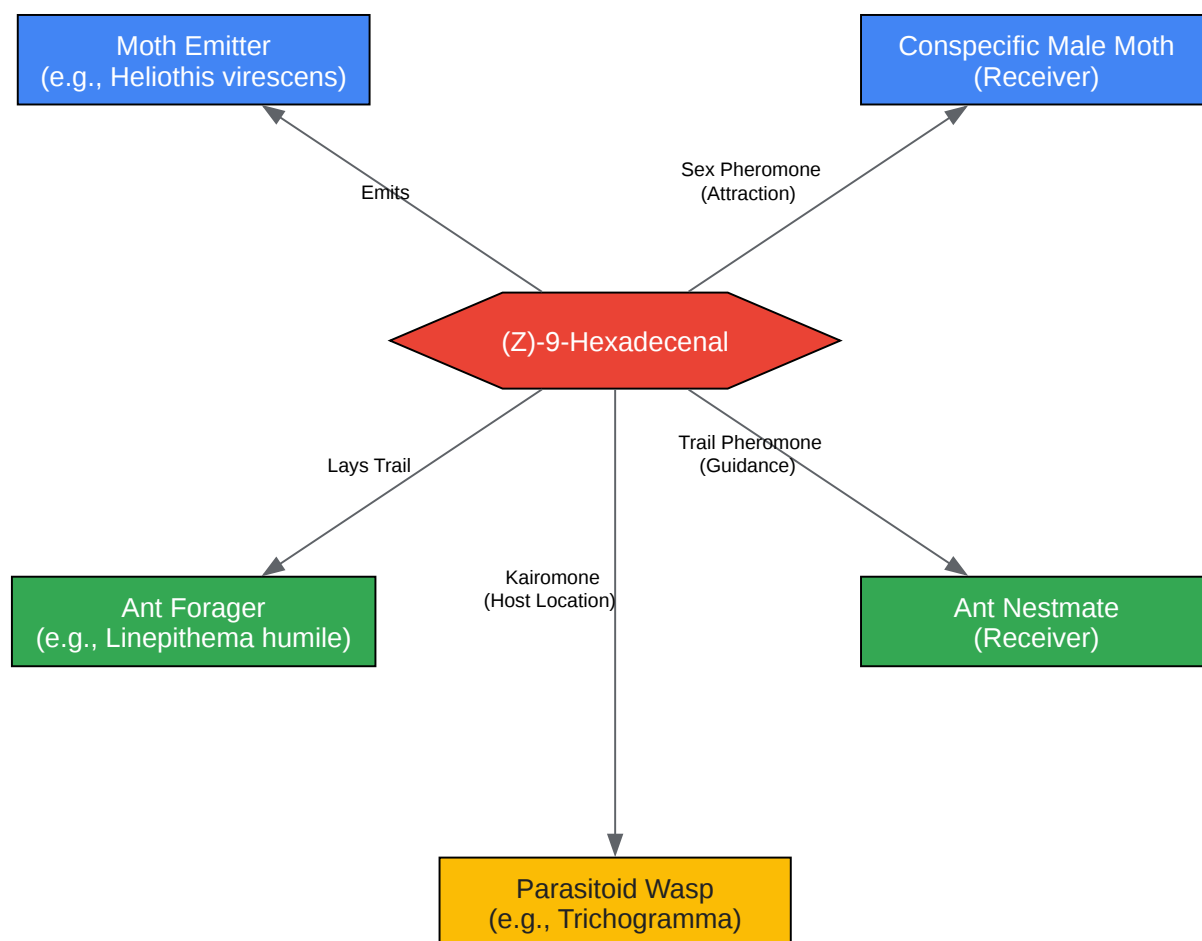 Moth Emitter
(e.g., Heliothis virescens)
Conspecific Male Moth
(Receiver)
Sex Pheromone
(Attraction)
Emits
(Z)-9-Hexadecenal
Trail Pheromone
(Guidance)
Lays Trail
Kairomone
(Host Location)
Ant Forager
(e.g., Linepithema humile)
Ant Nestmate
(Receiver)
Parasitoid Wasp
(e.g., Trichogramma)